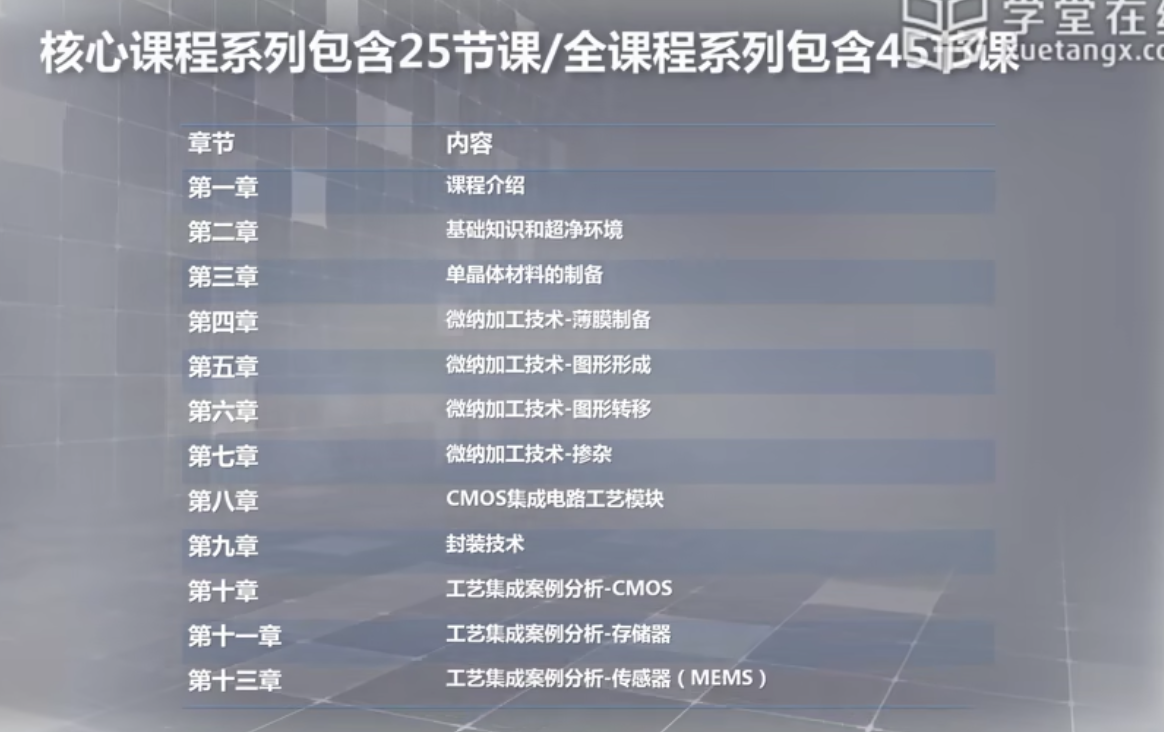 学堂在
xuetangx.co
核心课程系列包含25节课/全课程系列包含45节课
章节 内容
第一章 课程介绍
第二章 基础知识和超净环境
第三章 单晶体材料的制备
第四章 微纳加工技术-薄膜制备
第五章 微纳加工技术-图形形成
第六章 微纳加工技术-图形转移
第七章 微纳加工技术-掺杂
第八章 CMOS集成电路工艺模块
第九章 封装技术
第十章 工艺集成案例分析-CMOS
第十一章 工艺集成案例分析-存储器
第十三章 工艺集成案例分析-传感器（MEMS）